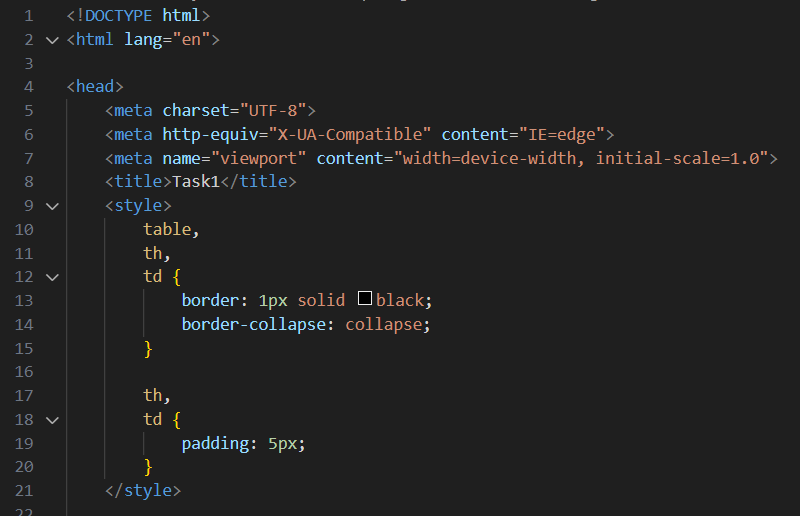 1 <!DOCTYPE html>
2 <html lang="en">
3
4 <head>
5 <meta charset="UTF-8">
6 <meta http-equiv="X-UA-Compatible" content="IE=edge">
7 <meta name="viewport" content="width=device-width, initial-scale=1.0">
8 <title>Task1</title>
9 <style>
10 table,
11 th,
12 td {
13 border: 1px solid black;
14 border-collapse: collapse;
15 }
16
17 th,
18 td {
19 padding: 5px;
20 }
21 </style>
22